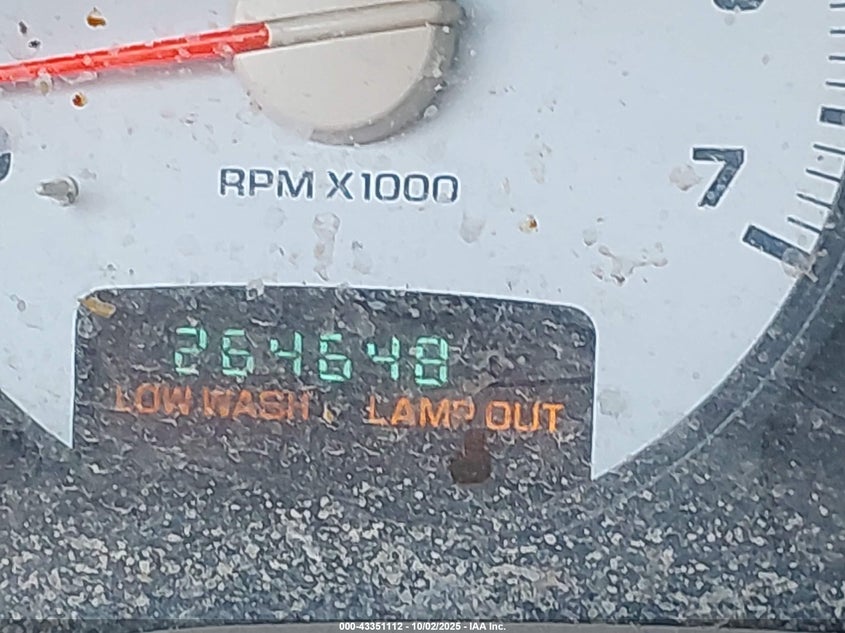 RPM X1000
7
264648
LOW WASH LAMP OUT
000-43351112 - 10/02/2025 - IAA Inc.